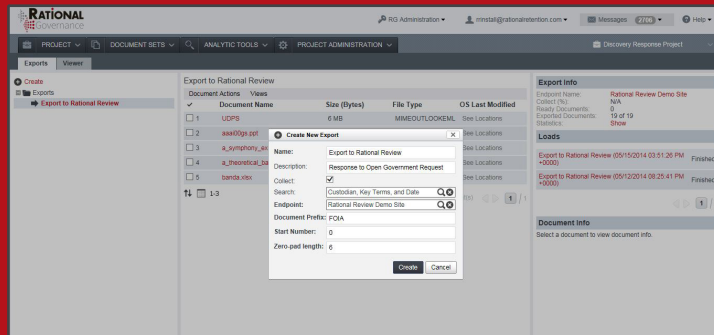 RATIONAL
Governance
RG Administration
mnstall@rationalretention.com
Messages 2706
Help
PROJECT
DOCUMENT SETS
ANALYTIC TOOLS
PROJECT ADMINISTRATION
Discovery Response Project
Exports Viewer
Create
Exports
Export to Rational Review
Export to Rational Review
Document Actions Views
Document Name Size (Bytes) File Type OS Last Modified
1 UDPS 6 MB MIMEOUTLOOKEML See Locations
2 aaai00gs.ppt See Locations
3 a_symphony_ex See Locations
4 a_theoretical_ba See Locations
5 banda.xlsx See Locations
1-3
1 / 1
Create New Export X
Name: Export to Rational Review
Description: Response to Open Government Request
Collect:
Search: Custodian, Key Terms, and Date
Endpoint: Rational Review Demo Site
Document Prefix: FOIA
Start Number: 0
Zero-pad length: 6
Create Cancel
Export Info
Endpoint Name: Rational Review Demo Site
Collect (%): N/A
Ready Documents: 0
Exported Documents: 19 of 19
Statistics: Show
Loads
Export to Rational Review (05/15/2014 03:51:26 PM +0000) Finished
Export to Rational Review (05/12/2014 08:25:41 PM +0000) Finished
1 /
Document Info
Select a document to view document info.